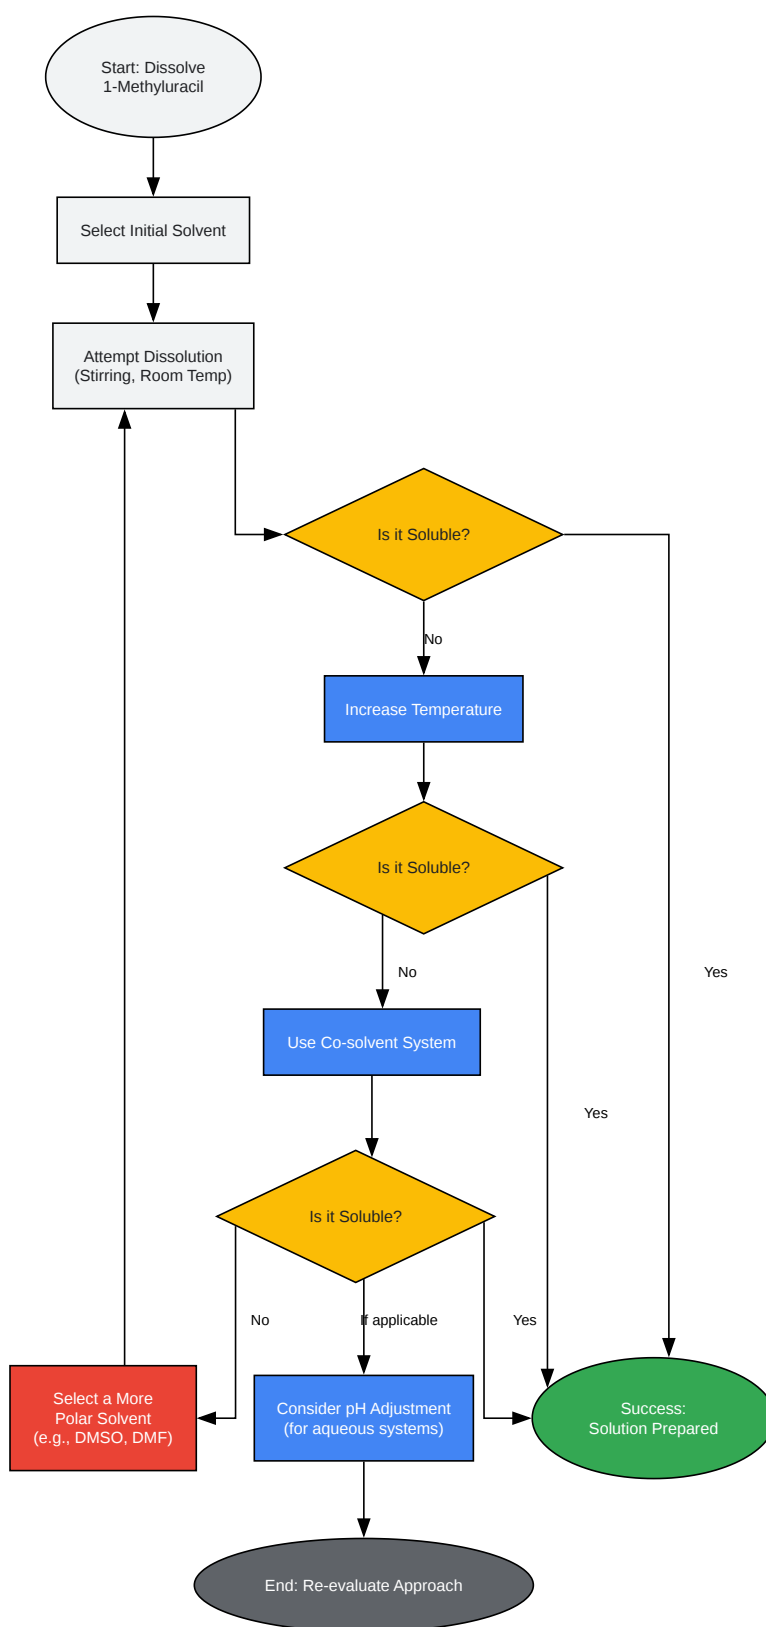 Start: Dissolve
1-Methyluracil
Select Initial Solvent
Attempt Dissolution
(Stirring, Room Temp)
Is it Soluble?
No
Increase Temperature
Is it Soluble?
No
Yes
Use Co-solvent System
Yes
Is it Soluble?
No
If applicable
Yes
Select a More
Polar Solvent
(e.g., DMSO, DMF)
Consider pH Adjustment
(for aqueous systems)
Success:
Solution Prepared
End: Re-evaluate Approach